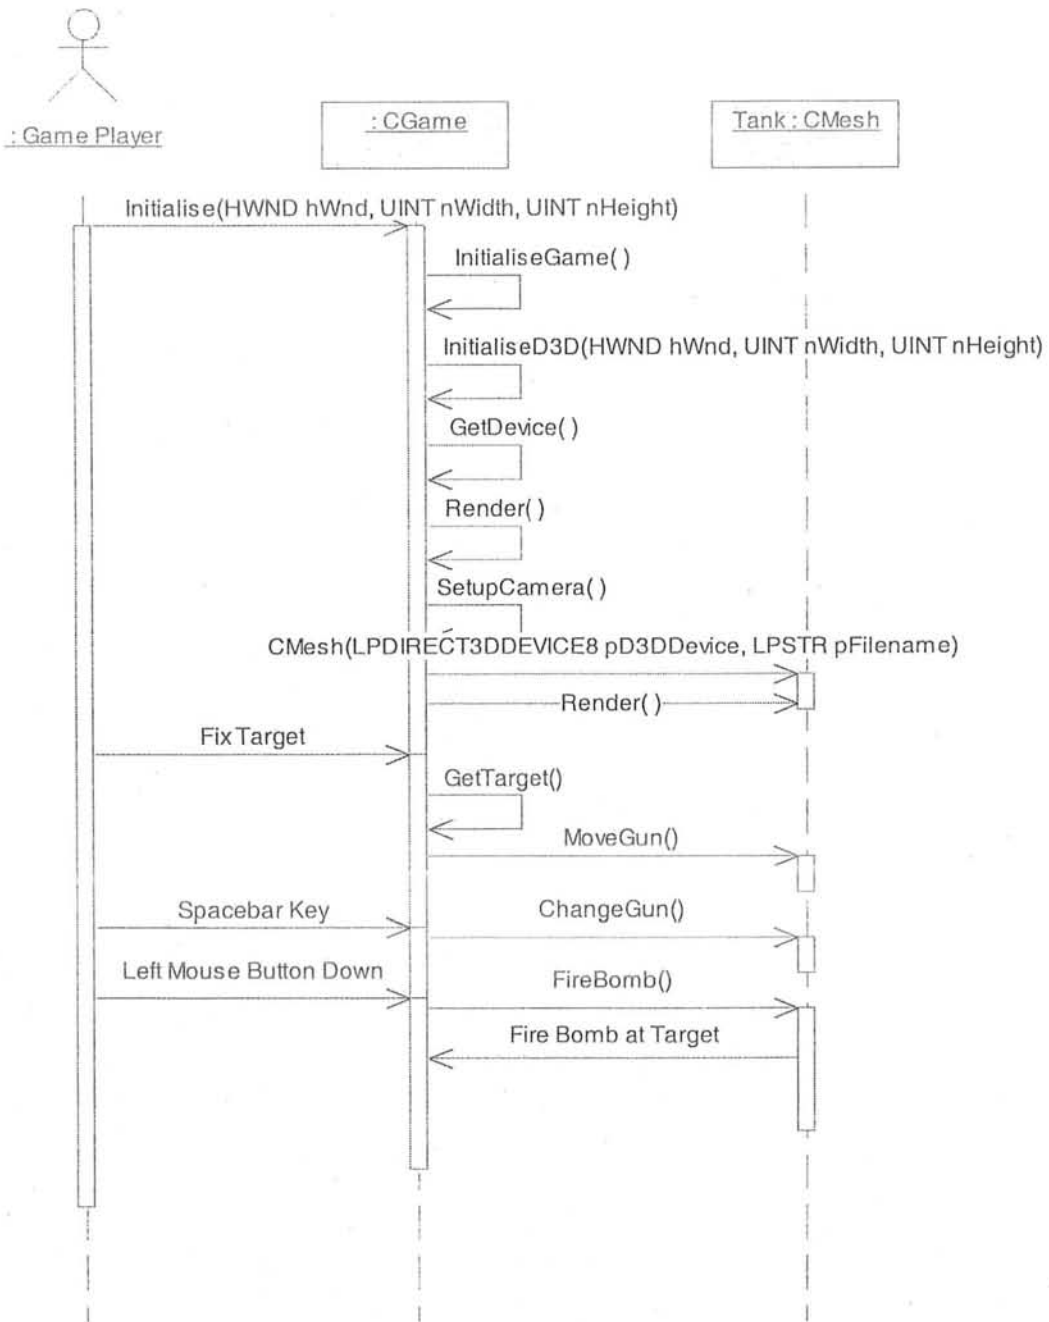 : Game Player
: CGame
Tank : CMesh
Initialise(HWND hWnd, UINT nWidth, UINT nHeight)
InitialiseGame( )
InitialiseD3D(HWND hWnd, UINT nWidth, UINT nHeight)
GetDevice( )
Render( )
SetupCamera( )
CMesh(LPDIRECT3DDEVICE8 pD3DDevice, LPSTR pFilename)
Render( )
Fix Target
GetTarget()
MoveGun()
Spacebar Key
ChangeGun()
Left Mouse Button Down
FireBomb()
Fire Bomb at Target